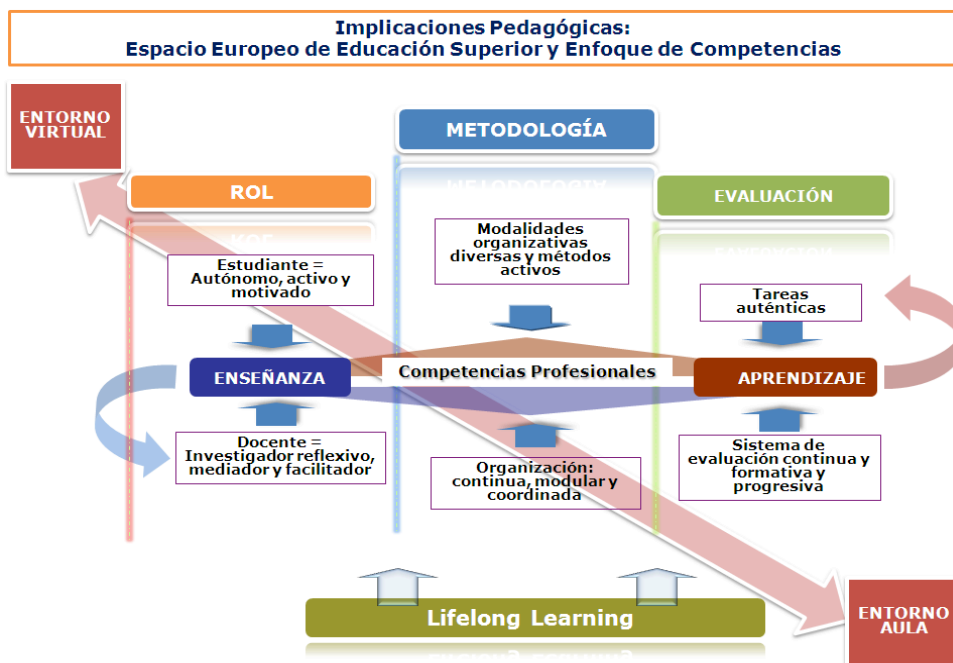 Implicaciones Pedagógicas:
Espacio Europeo de Educación Superior y Enfoque de Competencias
ENTORNO
VIRTUAL
METODOLOGÍA
ROL
EVALUACIÓN
Estudiante =
Autónomo, activo y
motivado
Modalidades
organizativas
diversas y métodos
activos
Tareas
auténticas
ENSEÑANZA
Competencias Profesionales
APRENDIZAJE
Docente =
Investigador reflexivo,
mediador y facilitador
Organización:
continua, modular y
coordinada
Sistema de
evaluación continua y
formativa y
progresiva
Lifelong Learning
ENTORNO
AULA